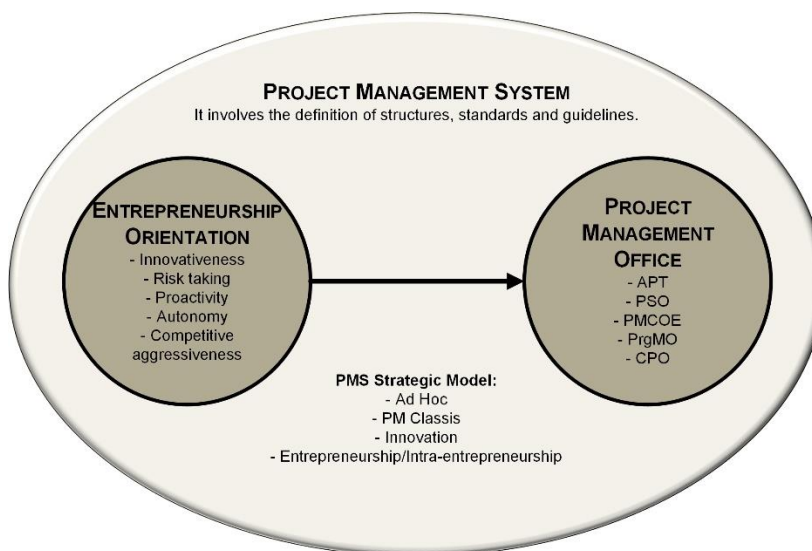 PROJECT MANAGEMENT SYSTEM
It involves the definition of structures, standards and guidelines.
ENTREPRENEURSHIP
ORIENTATION
- Innovativeness
- Risk taking
- Proactivity
- Autonomy
- Competitive
aggressiveness
PROJECT
MANAGEMENT
OFFICE
- APT
- PSO
- PMCOE
- PrgMO
- CPO
PMS Strategic Model:
- Ad Hoc
- PM Classis
- Innovation
- Entrepreneurship/Intra-entrepreneurship